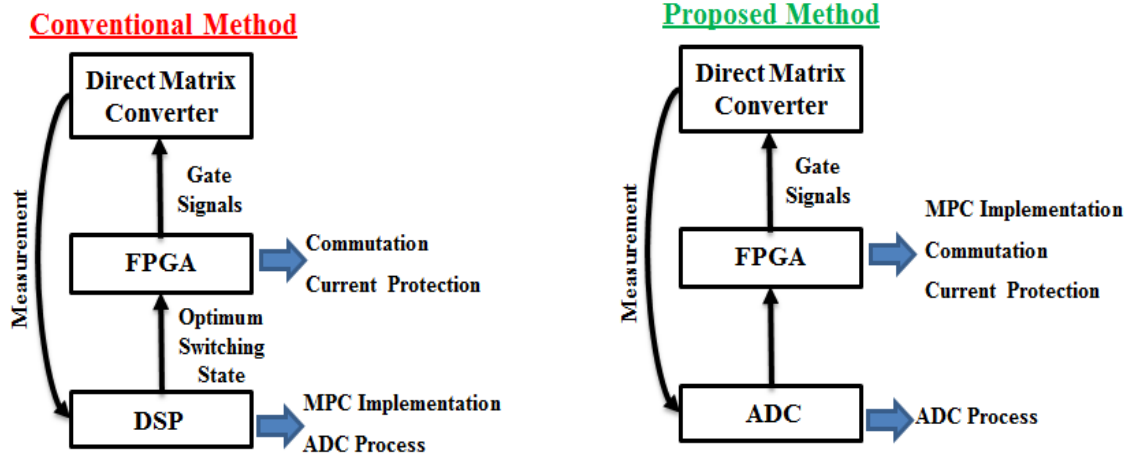 Conventional Method
Direct Matrix
Converter
Measurement
Gate
Signals
FPGA
Commutation
Current Protection
Optimum
Switching
State
DSP
MPC Implementation
ADC Process
Proposed Method
Direct Matrix
Converter
Measurement
Gate
Signals
FPGA
MPC Implementation
Commutation
Current Protection
ADC
ADC Process